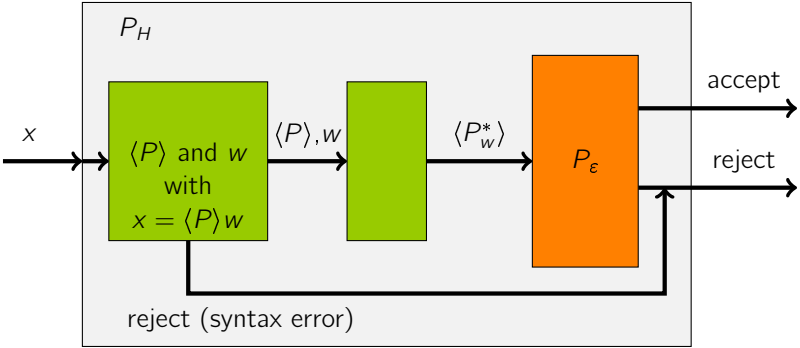 P_H
accept
x
⟨P⟩ and w
with
x = ⟨P⟩w
⟨P⟩, w
⟨P*_w⟩
P_ε
reject
reject (syntax error)